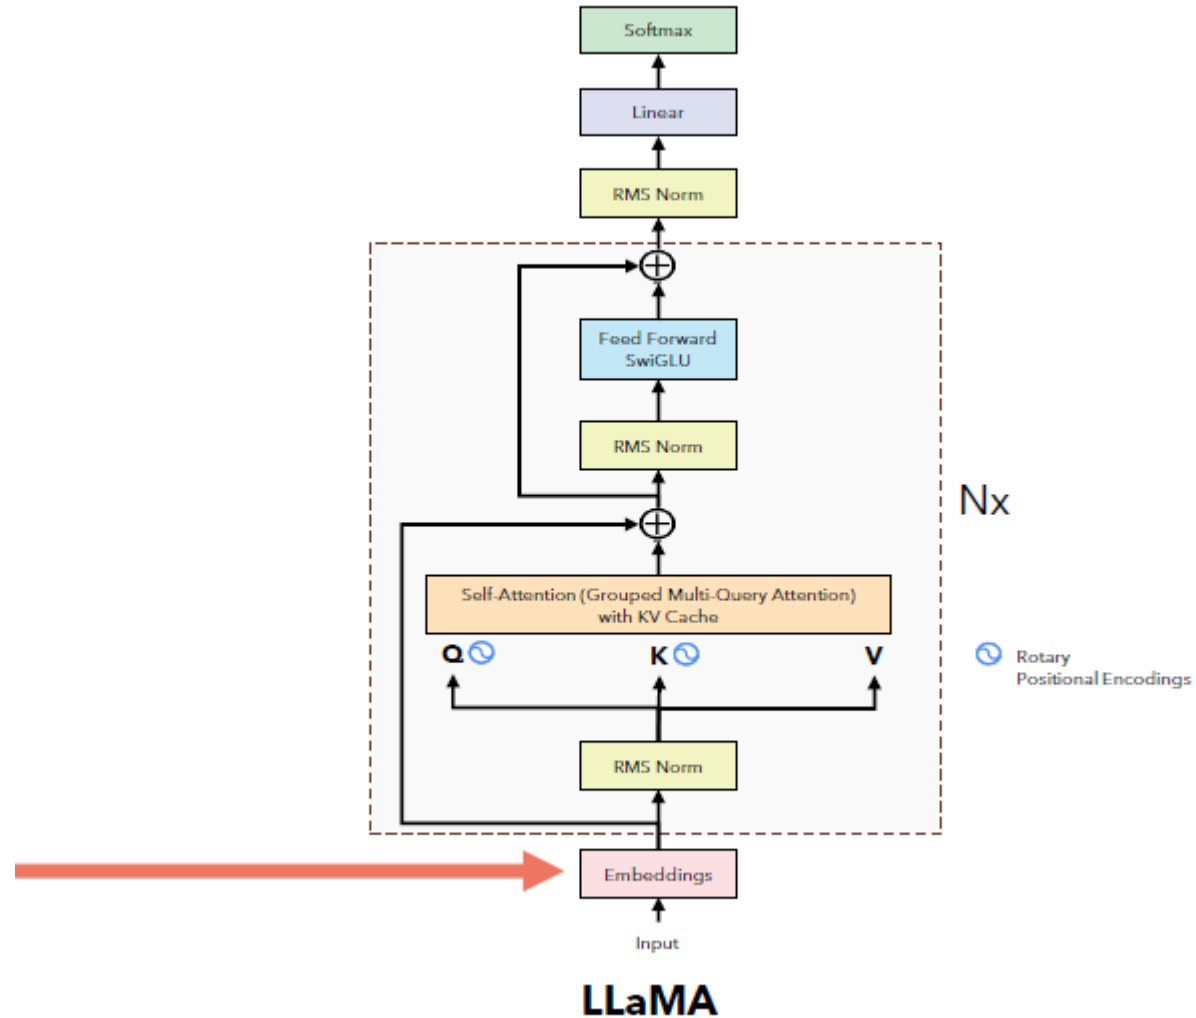 Softmax
Linear
RMS Norm
Feed Forward
SwiGLU
RMS Norm
Nx
Self-Attention (Grouped Multi-Query Attention)
with KV Cache
Q K V
Rotary
Positional Encodings
RMS Norm
Embeddings
Input
LLaMA